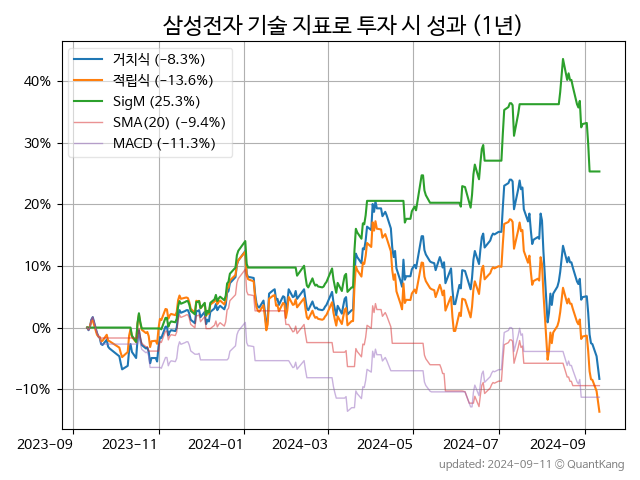 삼성전자 기술 지표로 투자 시 성과 (1년)
거치식 (−8.3%)
적립식 (−13.6%)
SigM (25.3%)
SMA(20) (−9.4%)
MACD (−11.3%)
40%
30%
20%
10%
0%
−10%
2023-09 2023-11 2024-01 2024-03 2024-05 2024-07 2024-09
updated: 2024-09-11 © QuantKang